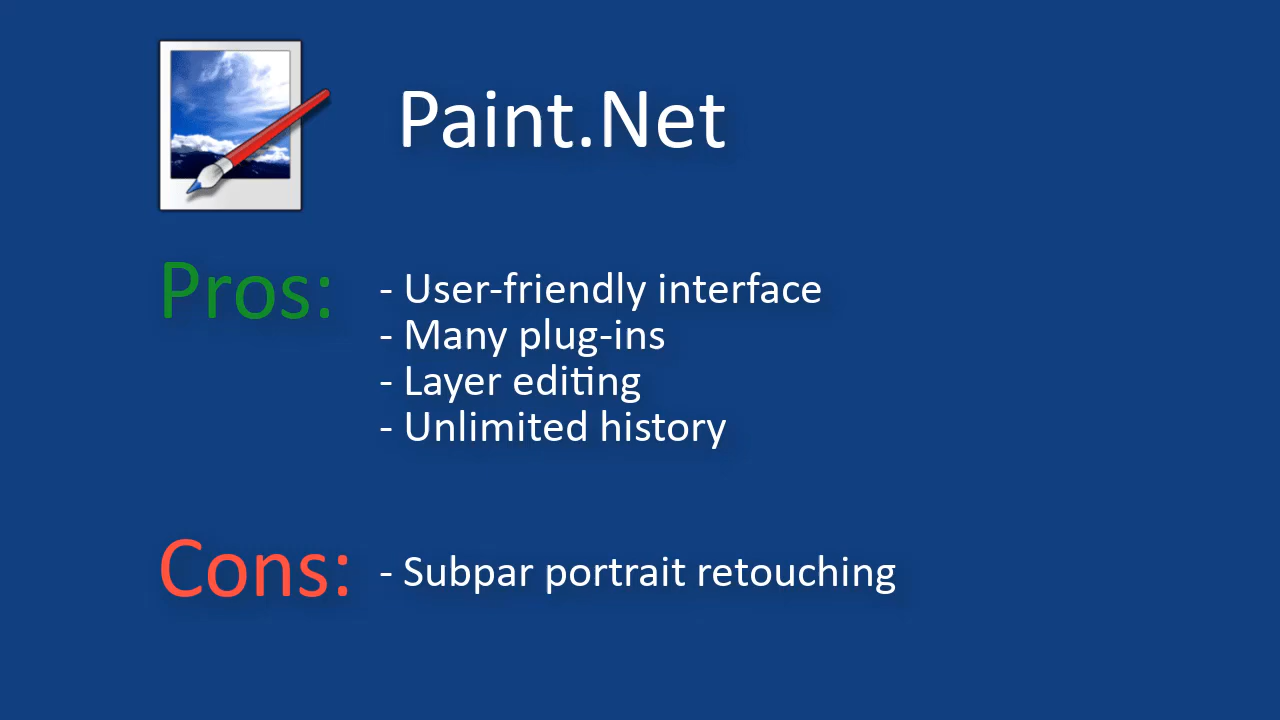 Paint.Net
Pros:
- User-friendly interface
- Many plug-ins
- Layer editing
- Unlimited history
Cons:
- Subpar portrait retouching